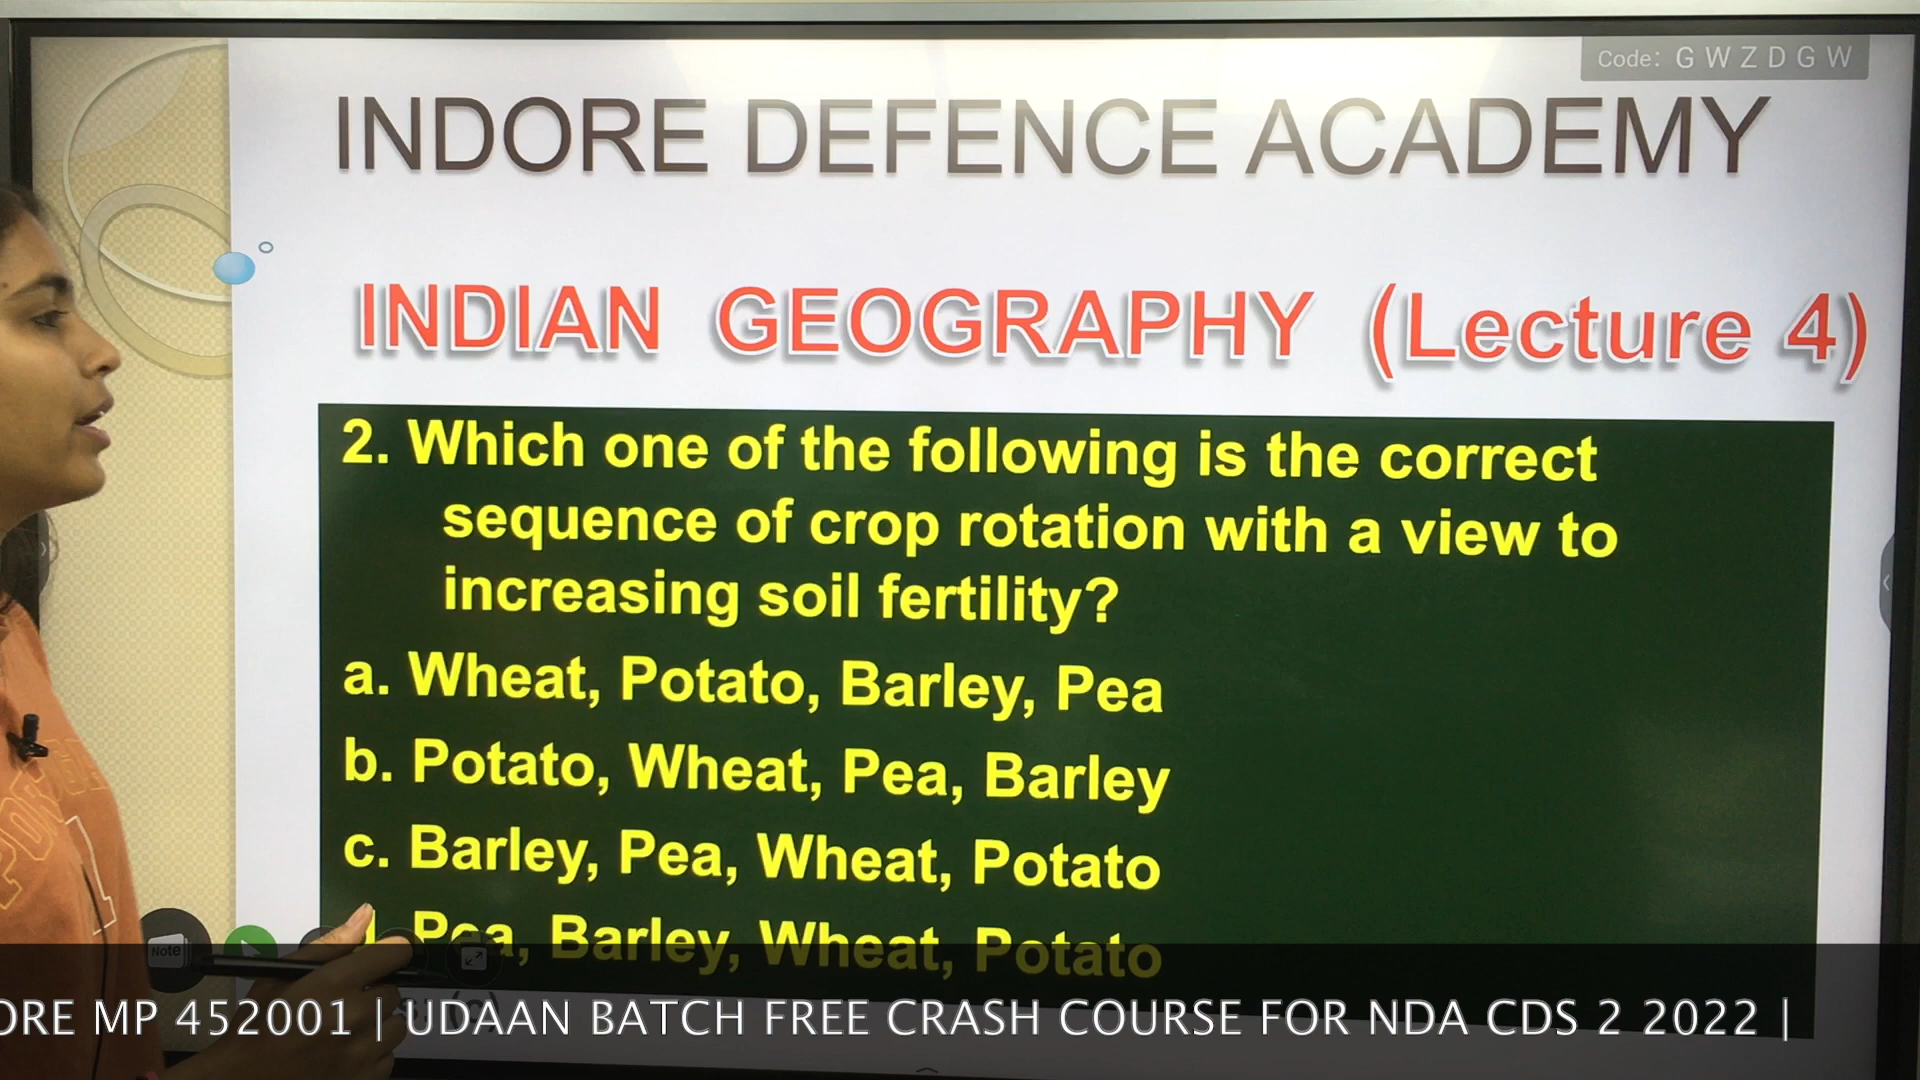 Code: G W Z D G W
INDORE DEFENCE ACADEMY
INDIAN GEOGRAPHY (Lecture 4)
2. Which one of the following is the correct
sequence of crop rotation with a view to
increasing soil fertility?
a. Wheat, Potato, Barley, Pea
b. Potato, Wheat, Pea, Barley
c. Barley, Pea, Wheat, Potato
Pea, Barley, Wheat, Potato
Note
ORE MP 452001 | UDAAN BATCH FREE CRASH COURSE FOR NDA CDS 2 2022 |